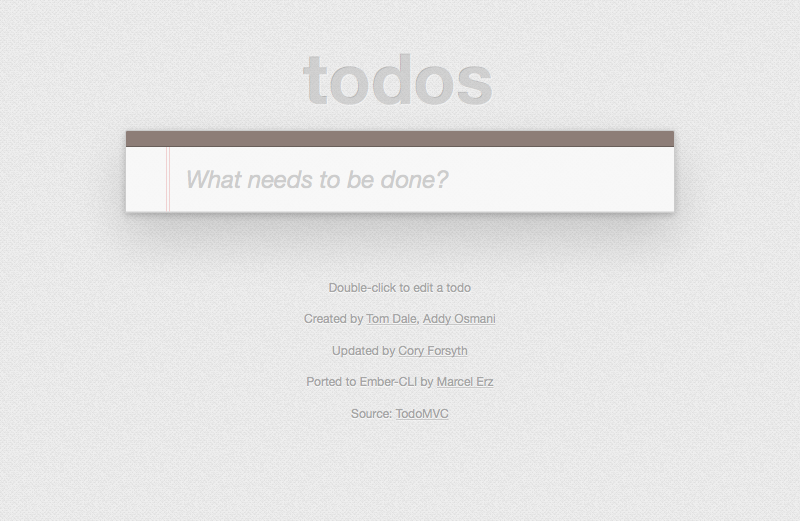 todos
What needs to be done?
Double-click to edit a todo
Created by Tom Dale, Addy Osmani
Updated by Cory Forsyth
Ported to Ember-CLI by Marcel Erz
Source: TodoMVC